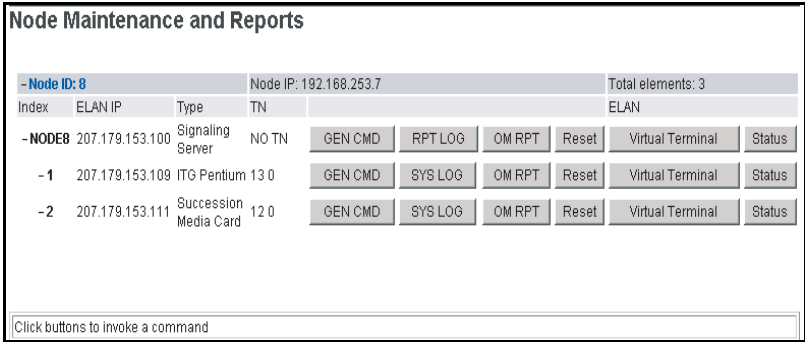 Node Maintenance and Reports
– Node ID: 8 Node IP: 192.168.253.7 Total elements: 3
Index ELAN IP Type TN ELAN
– NODE8 207.179.153.100 Signaling Server NO TN GEN CMD RPT LOG OM RPT Reset Virtual Terminal Status
– 1 207.179.153.109 ITG Pentium 13 0 GEN CMD SYS LOG OM RPT Reset Virtual Terminal Status
– 2 207.179.153.111 Succession Media Card 12 0 GEN CMD SYS LOG OM RPT Reset Virtual Terminal Status
Click buttons to invoke a command